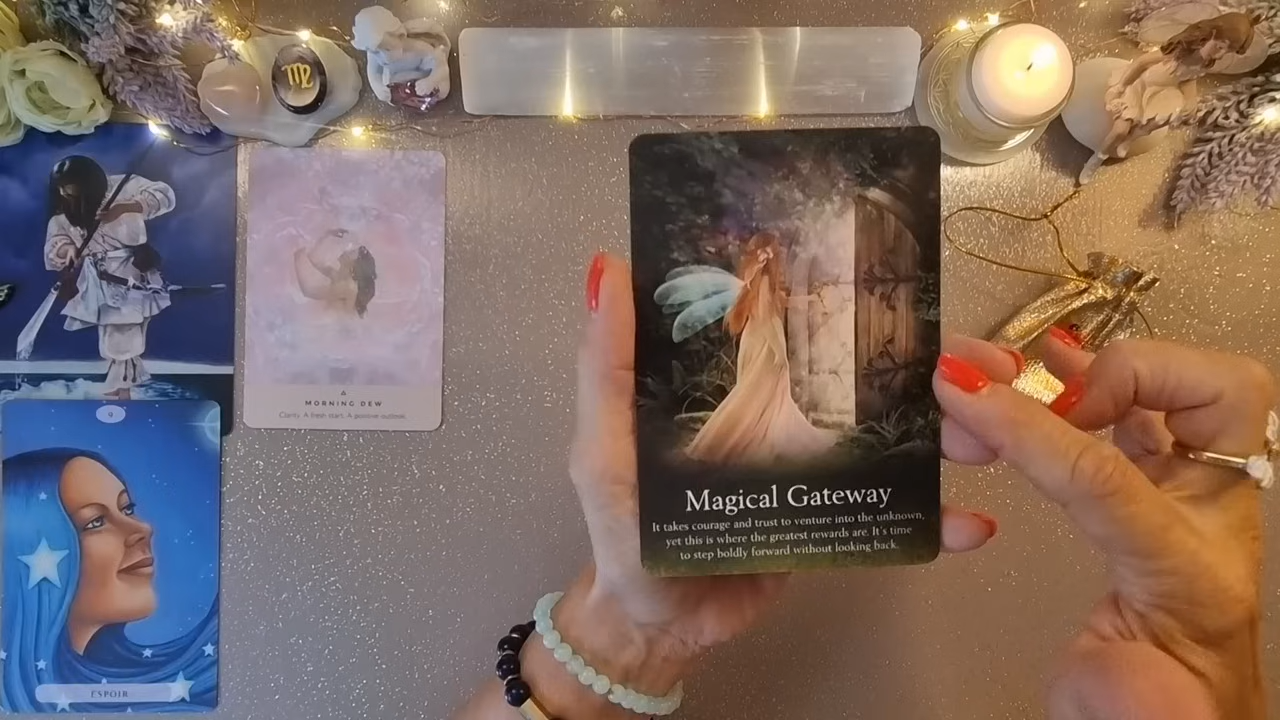 ♍
MORNING DEW
Clarity. A fresh start. A positive outlook.
Magical Gateway
It takes courage and trust to venture into the unknown,
yet this is where the greatest rewards are. It's time
to step boldly forward without looking back.
9
ESPOIR